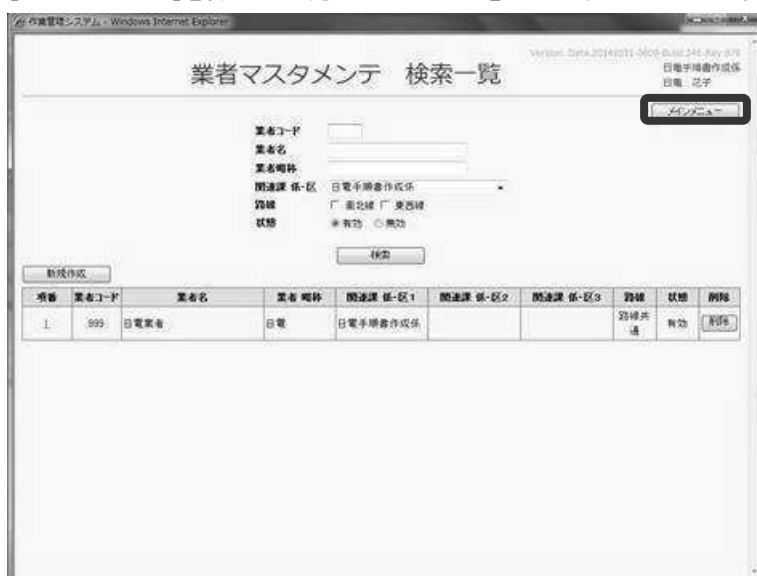 作業管理システム - Windows Internet Explorer
業者マスタメンテ 検索一覧
日電手順書作成係
日電 花子
メインメニュー
業者コード
業者名
業者略称
関連課 係・区 日電手順書作成係
路線 南北線 東西線
状態 有効 無効
検索
新規作成
項番 業者コード 業者名 業者 略称 関連課 係・区1 関連課 係・区2 関連課 係・区3 路線 状態 削除
1 999 日電業者 日電 日電手順書作成係 路線共通 有効 削除